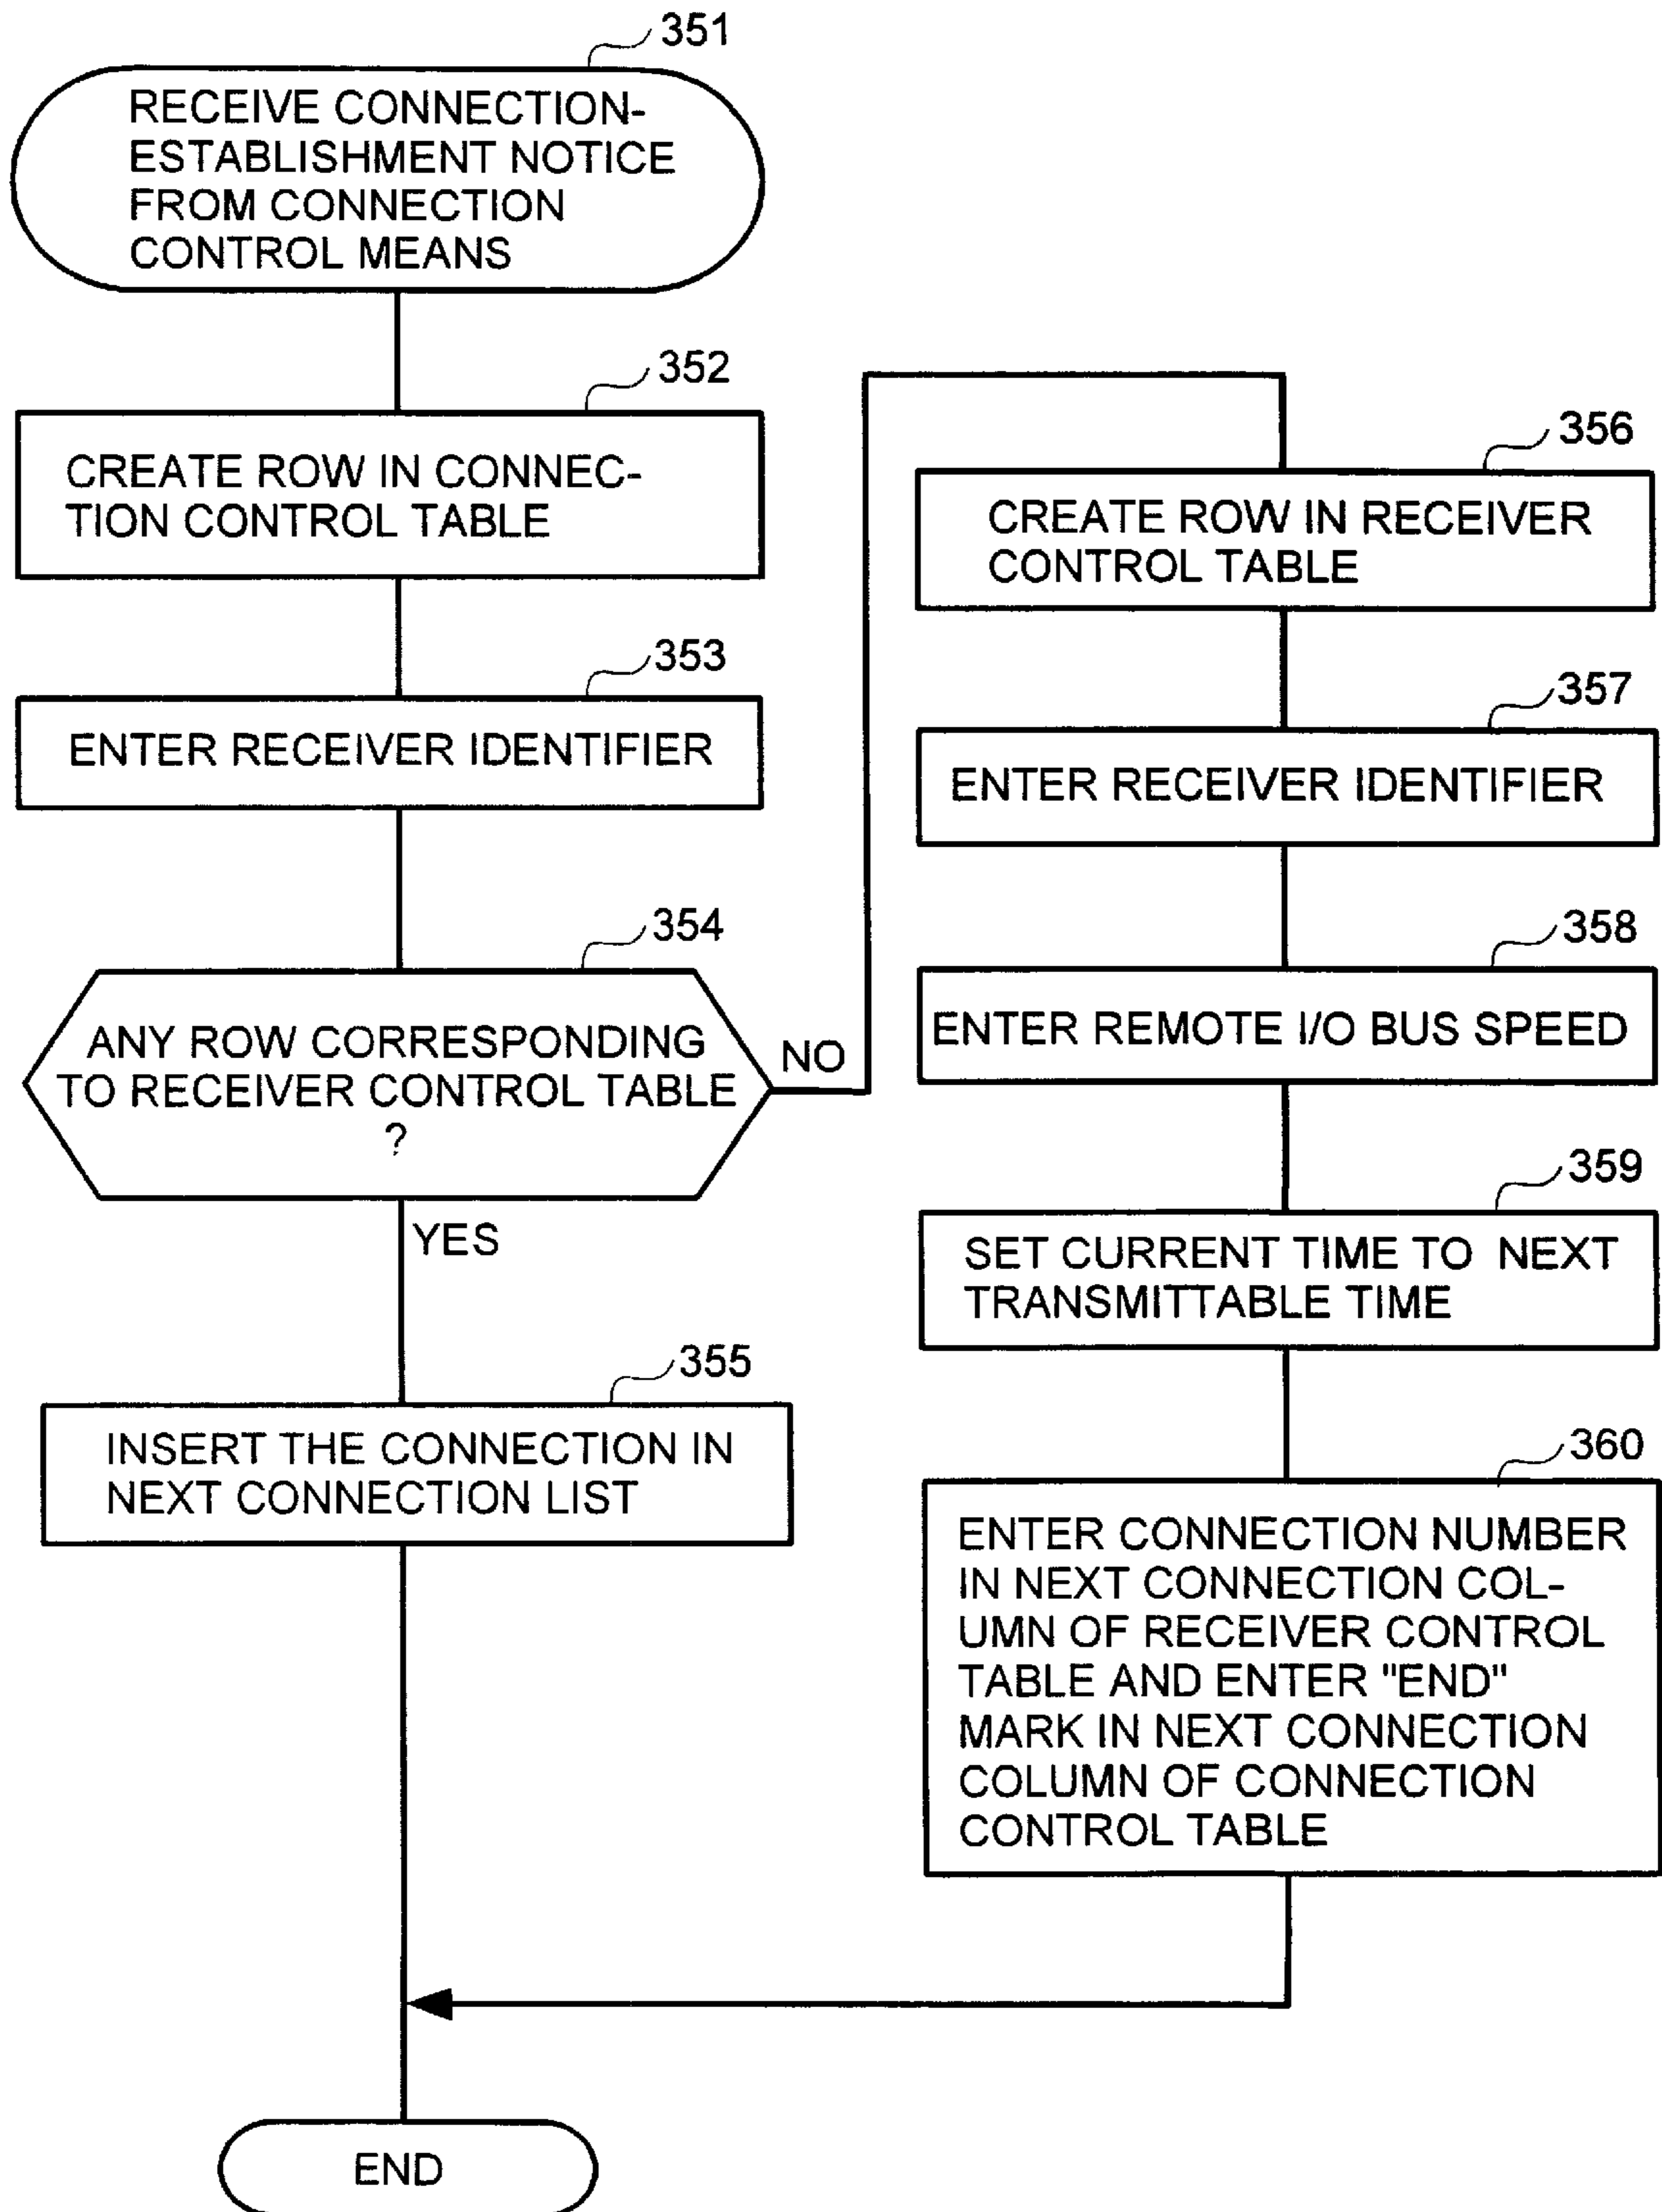 351
RECEIVE CONNECTION-
ESTABLISHMENT NOTICE
FROM CONNECTION
CONTROL MEANS
352
CREATE ROW IN CONNEC-
TION CONTROL TABLE
353
ENTER RECEIVER IDENTIFIER
354
ANY ROW CORRESPONDING
TO RECEIVER CONTROL TABLE
?
NO
YES
355
INSERT THE CONNECTION IN
NEXT CONNECTION LIST
356
CREATE ROW IN RECEIVER
CONTROL TABLE
357
ENTER RECEIVER IDENTIFIER
358
ENTER REMOTE I/O BUS SPEED
359
SET CURRENT TIME TO NEXT
TRANSMITTABLE TIME
360
ENTER CONNECTION NUMBER
IN NEXT CONNECTION COL-
UMN OF RECEIVER CONTROL
TABLE AND ENTER "END"
MARK IN NEXT CONNECTION
COLUMN OF CONNECTION
CONTROL TABLE
END